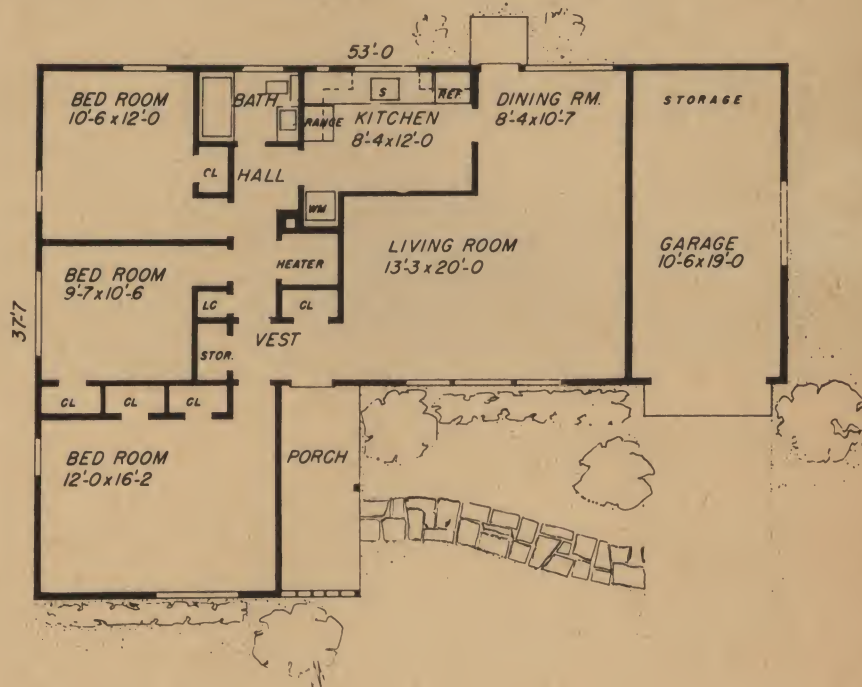 53'-0
BED ROOM
10'-6 x 12'-0
BATH
S
REF.
RANGE
KITCHEN
8'-4 x 12'-0
DINING RM.
8'-4 x 10'-7
STORAGE
CL
HALL
WM
LIVING ROOM
13'-3 x 20'-0
GARAGE
10'-6 x 19'-0
HEATER
BED ROOM
9'-7 x 10'-6
37'-7
LC
CL
VEST
STOR.
CL
CL
CL
BED ROOM
12'-0 x 16'-2
PORCH